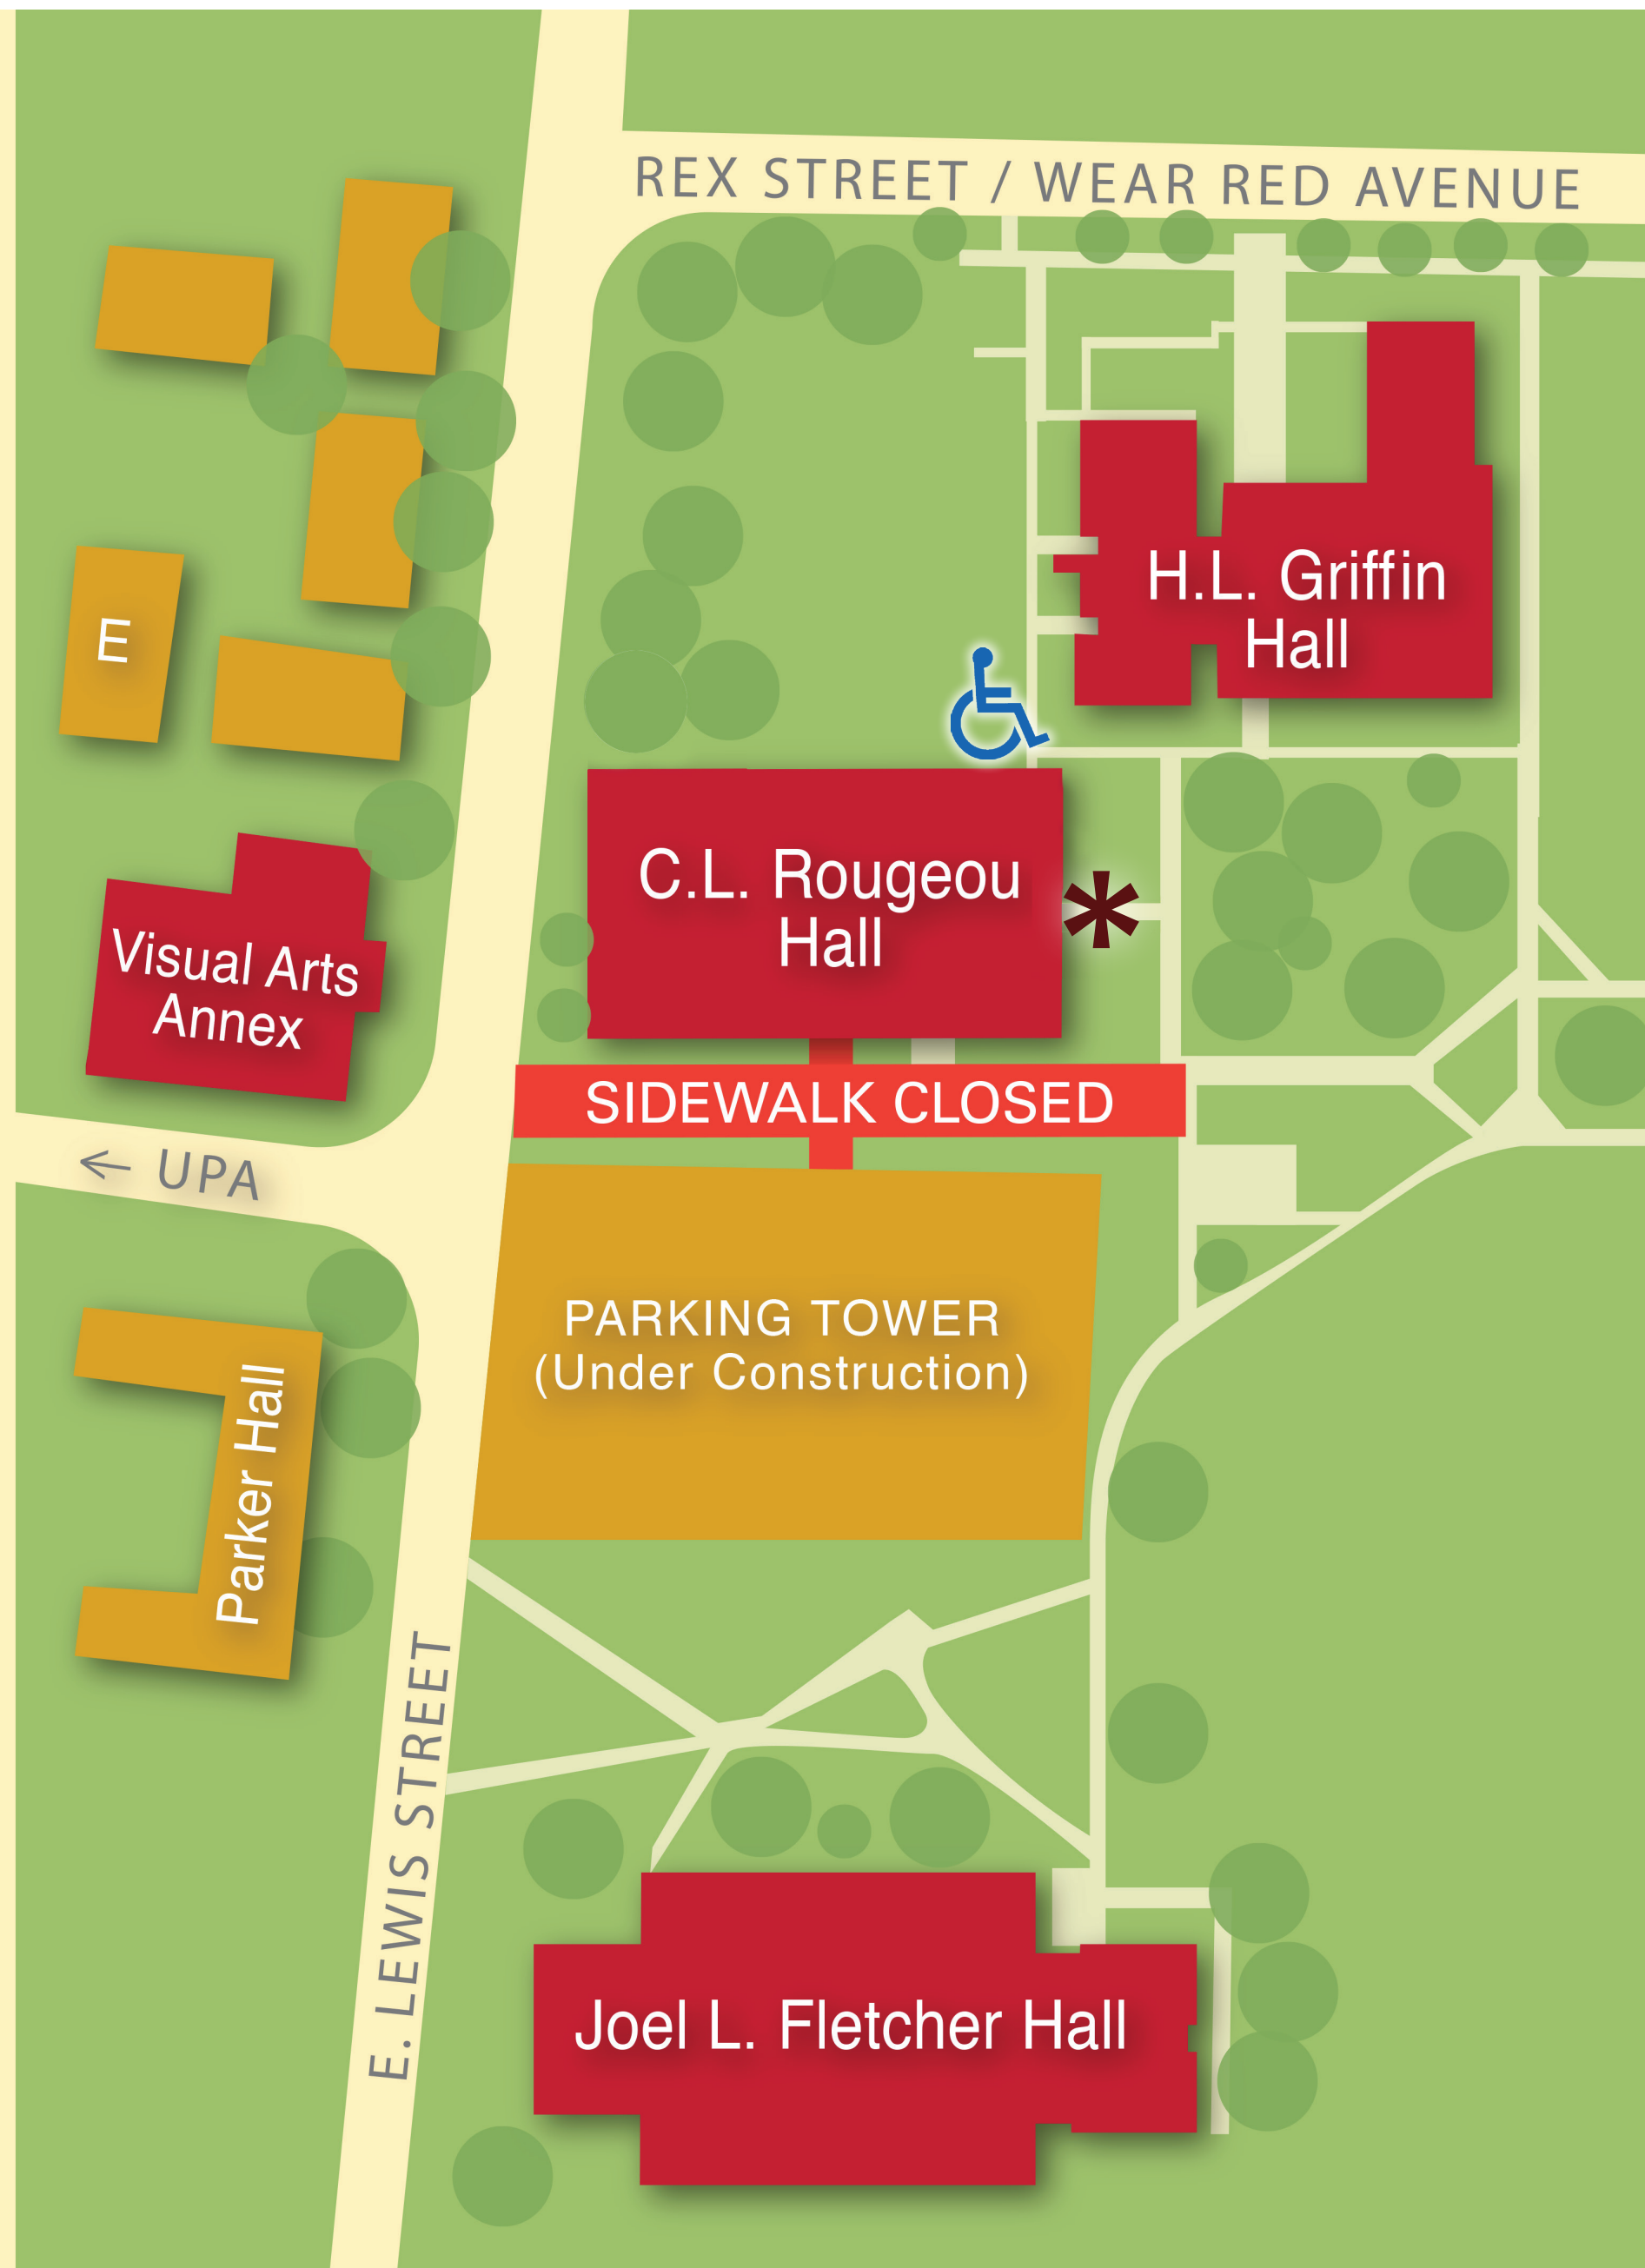 REX STREET / WEAR RED AVENUE
H.L. Griffin
Hall
E
C.L. Rougeou
Hall
*
Visual Arts
Annex
SIDEWALK CLOSED
← UPA
PARKING TOWER
(Under Construction)
Parker Hall
E. LEWIS STREET
Joel L. Fletcher Hall